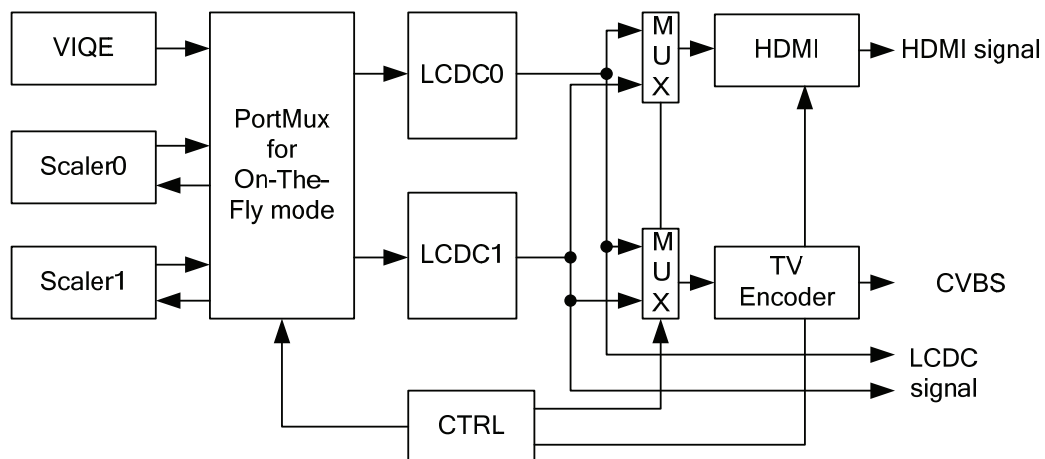 VIQE
Scaler0
Scaler1
PortMux
for
On-The-
Fly mode
LCDC0
LCDC1
CTRL
M
U
X
M
U
X
HDMI
TV
Encoder
HDMI signal
CVBS
LCDC
signal